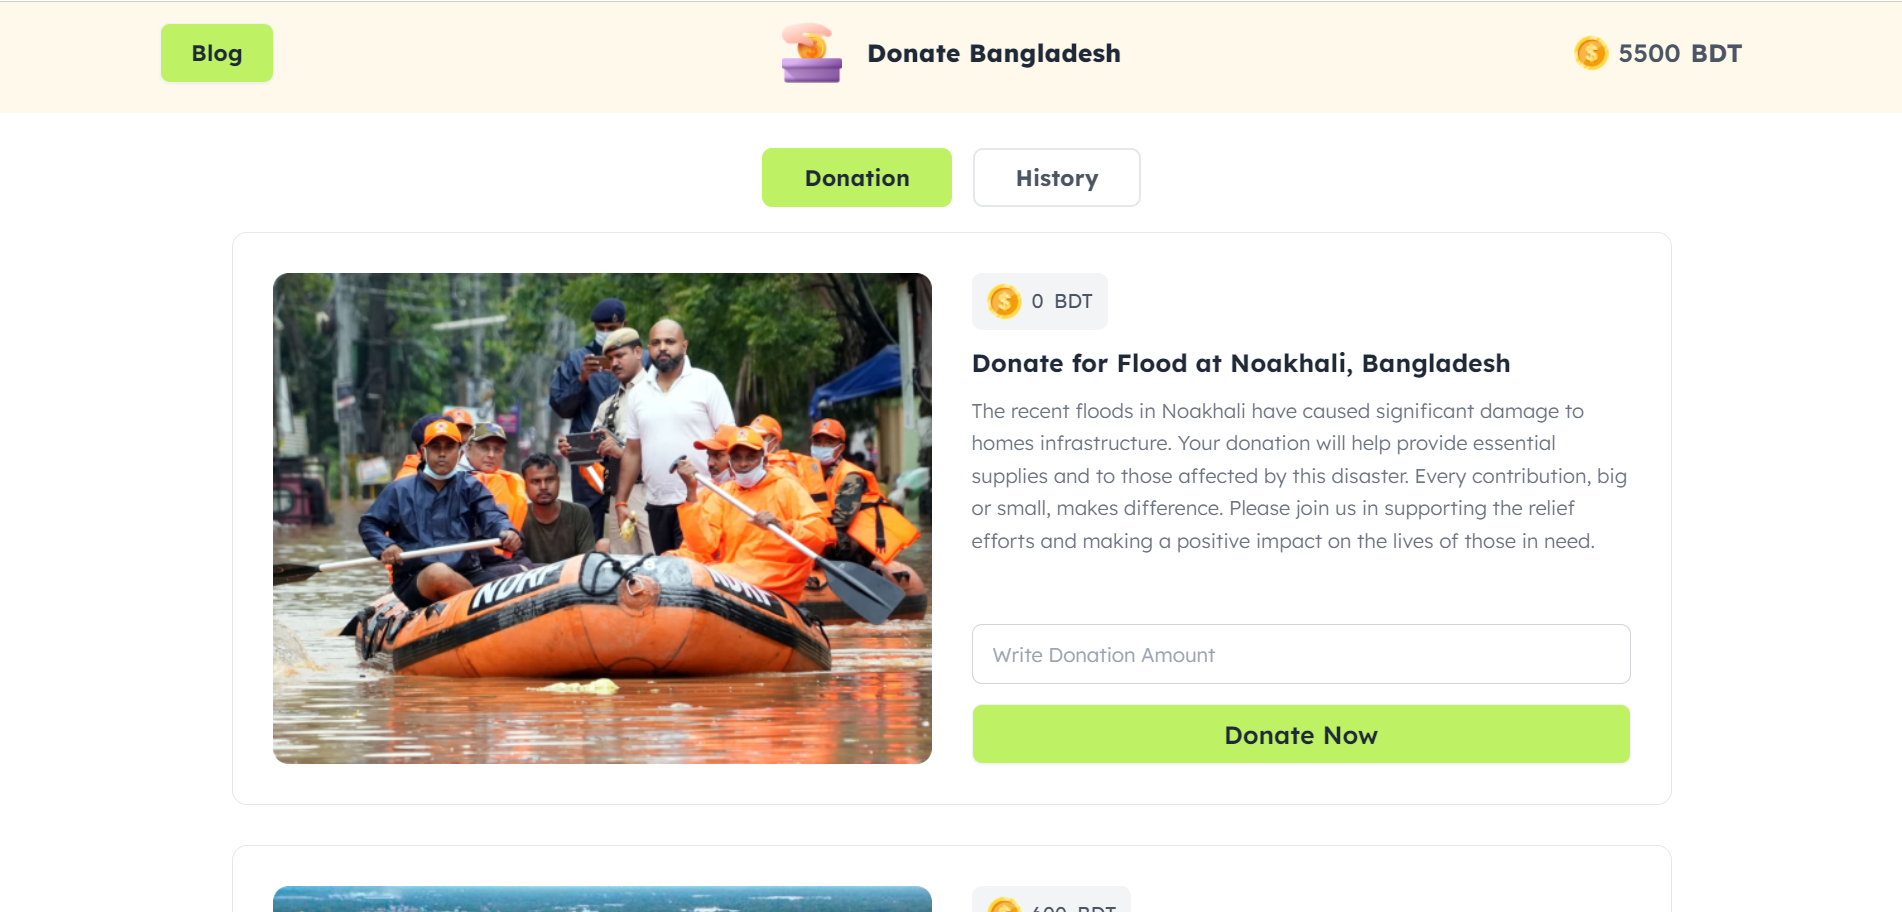 Blog
Donate Bangladesh
5500 BDT
Donation
History
0 BDT
Donate for Flood at Noakhali, Bangladesh
The recent floods in Noakhali have caused significant damage to
homes infrastructure. Your donation will help provide essential
supplies and to those affected by this disaster. Every contribution, big
or small, makes difference. Please join us in supporting the relief
efforts and making a positive impact on the lives of those in need.
Write Donation Amount
Donate Now
NDRF
NDRF
600 BDT